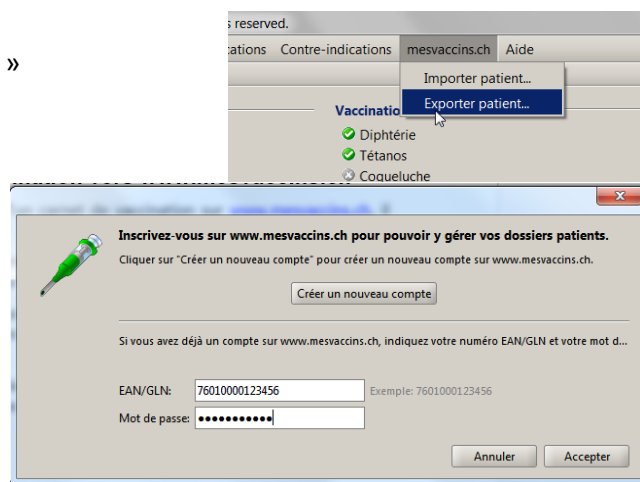 s reserved.
cations Contre-indications mesvaccins.ch Aide
»
Importer patient...
Exporter patient...
Vaccinatio
Diphtérie
Tétanos
Coqueluche
Inscrivez-vous sur www.mesvaccins.ch pour pouvoir y gérer vos dossiers patients.
Cliquer sur "Créer un nouveau compte" pour créer un nouveau compte sur www.mesvaccins.ch.
Créer un nouveau compte
Si vous avez déjà un compte sur www.mesvaccins.ch, indiquez votre numéro EAN/GLN et votre mot d...
EAN/GLN: 76010000123456 Exemple: 7601000123456
Mot de passe: ●●●●●●●●●●●
Annuler Accepter